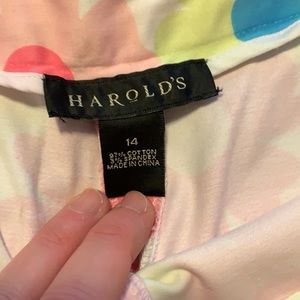 HAROLD'S
14
97% COTTON
3% SPANDEX
MADE IN CHINA